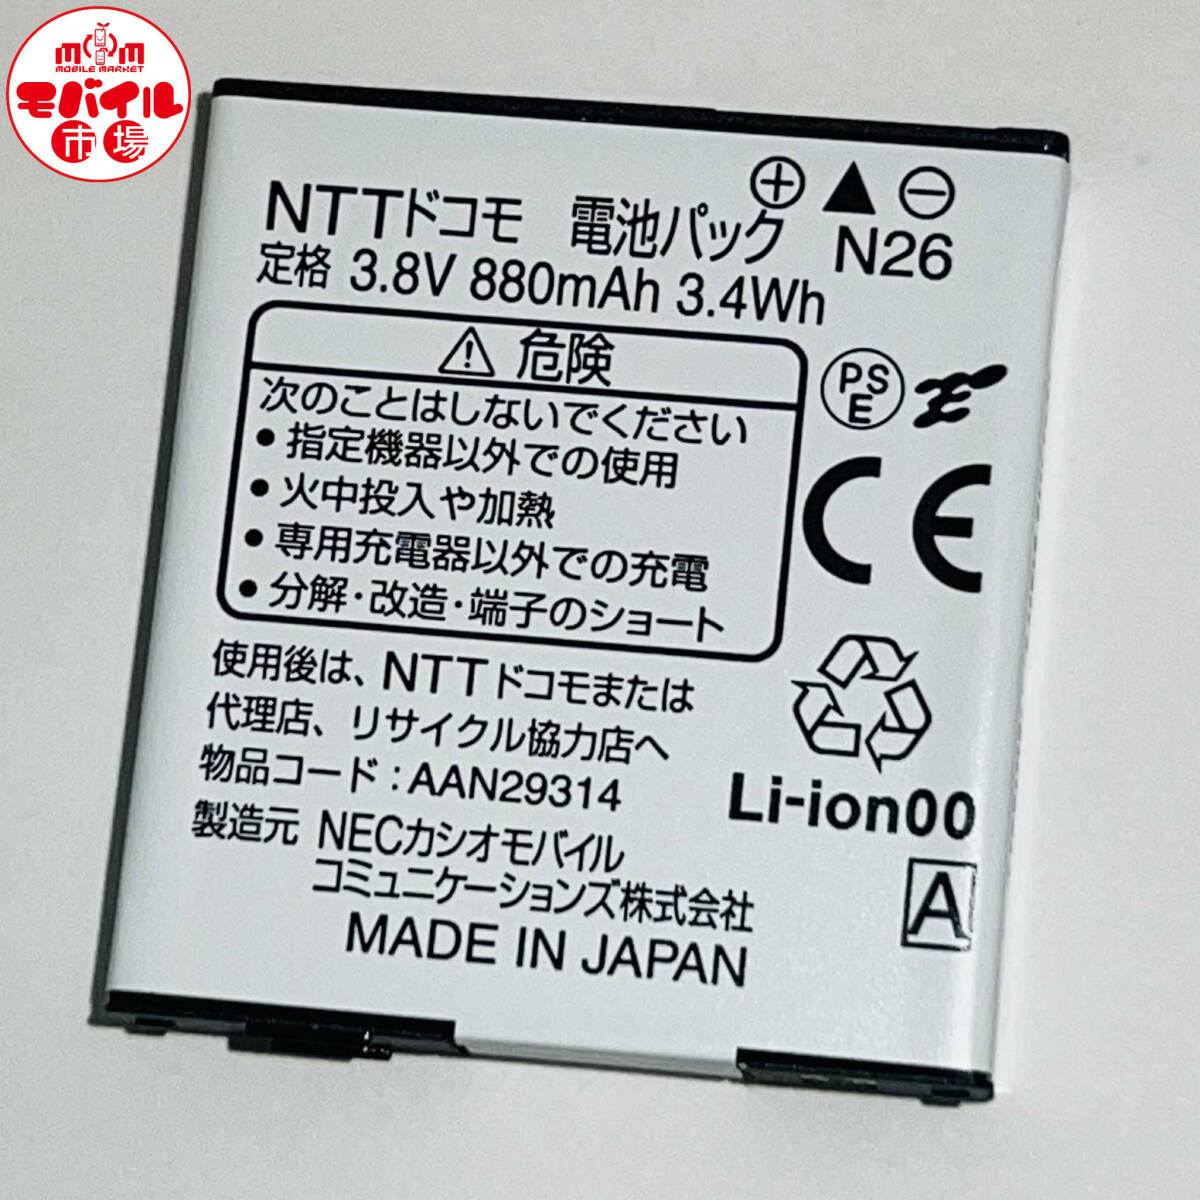 MOBILE MARKET
モバイル
市場
NTTドコモ 電池パック N26
定格 3.8V 880mAh 3.4Wh
危険
次のことはしないでください
• 指定機器以外での使用
• 火中投入や加熱
• 専用充電器以外での充電
• 分解・改造・端子のショート
PS
E
CE
使用後は、NTTドコモまたは
代理店、リサイクル協力店へ
物品コード:AAN29314
製造元 NECカシオモバイル
コミュニケーションズ株式会社
MADE IN JAPAN
Li-ion00
A